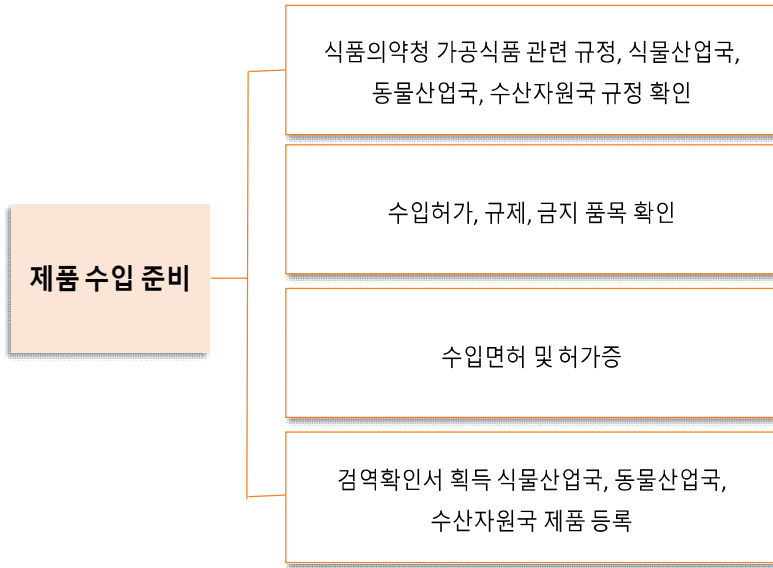 제품 수입 준비
식품의약청 가공식품 관련 규정, 식물산업국,
동물산업국, 수산자원국 규정 확인
수입허가, 규제, 금지 품목 확인
수입면허 및 허가증
검역확인서 획득 식물산업국, 동물산업국,
수산자원국 제품 등록